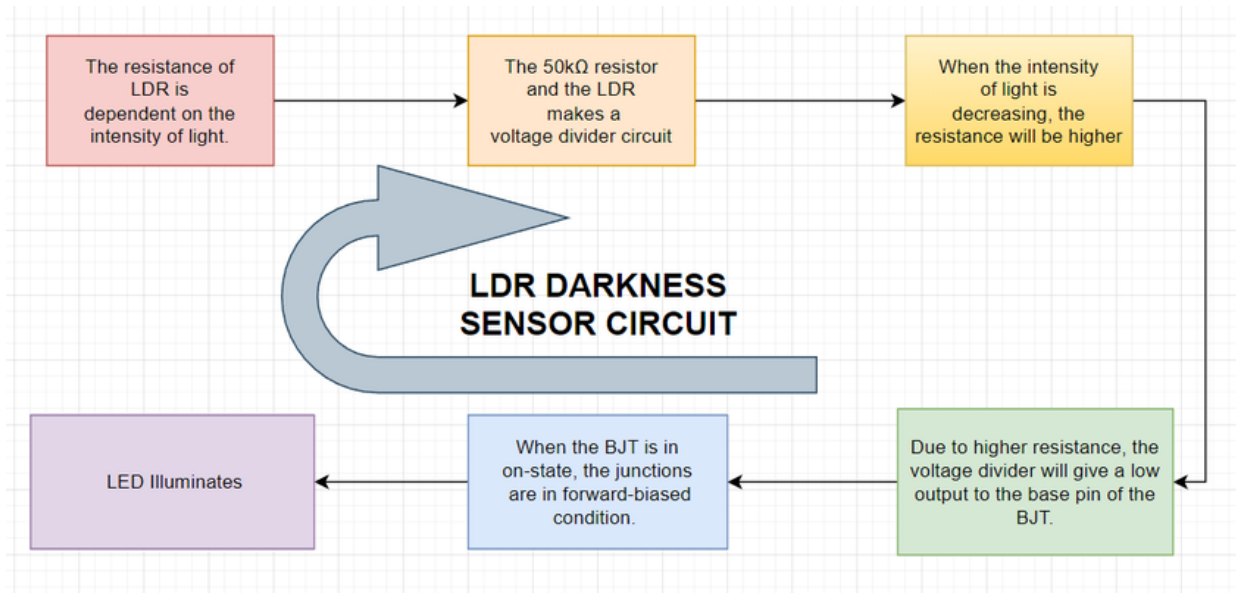 The resistance of
LDR is
dependent on the
intensity of light.
The 50kΩ resistor
and the LDR
makes a
voltage divider circuit
When the intensity
of light is
decreasing, the
resistance will be higher
LDR DARKNESS
SENSOR CIRCUIT
Due to higher resistance, the
voltage divider will give a low
output to the base pin of the
BJT.
When the BJT is in
on-state, the junctions
are in forward-biased
condition.
LED Illuminates